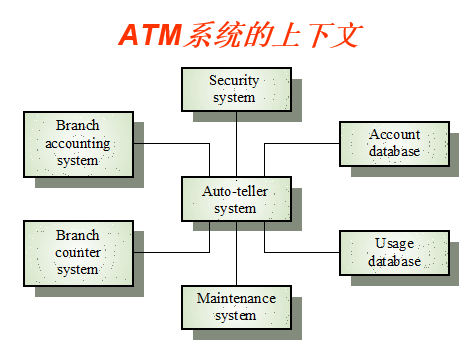 ATM系统的上下文
Security
system
Branch
accounting
system
Account
database
Auto-teller
system
Branch
counter
system
Usage
database
Maintenance
system